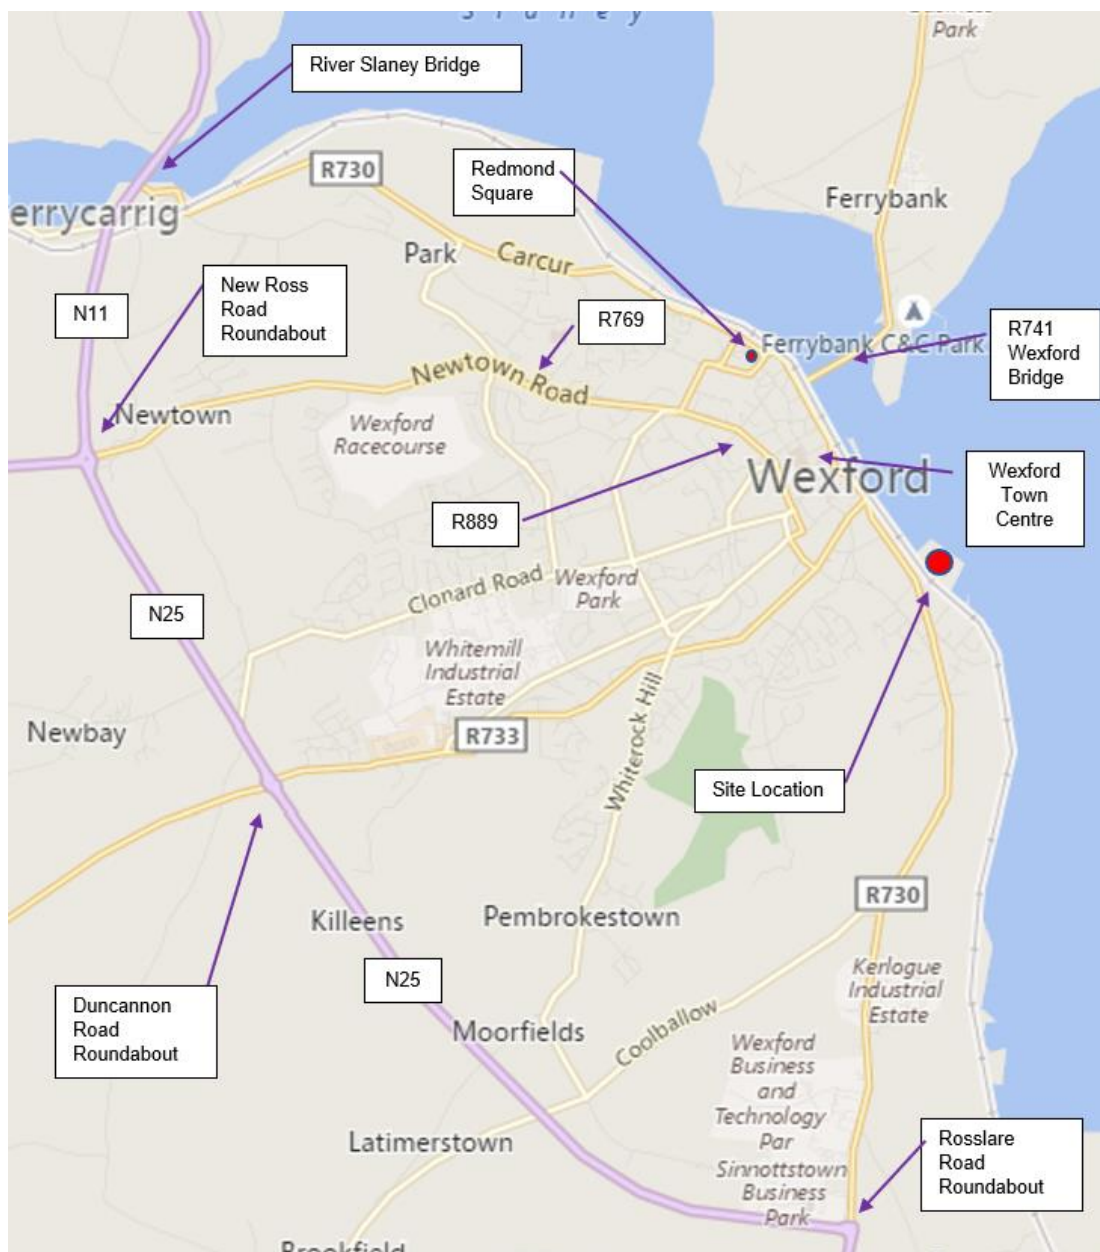 Slaney
Business
Park
River Slaney Bridge
R730
Redmond
Square
Ferrybank
errycarrig
Park
Carcur
New Ross
Road
Roundabout
N11
R769
Ferrybank C&C Park
R741
Wexford
Bridge
Newtown Road
Newtown
Wexford
Racecourse
Wexford
Wexford
Town
Centre
R889
Clonard Road
Wexford
Park
N25
Whitemill
Industrial
Estate
Newbay
R733
Whiterock Hill
Site Location
Killeens
Pembrokestown
R730
N25
Kerlogue
Industrial
Estate
Duncannon
Road
Roundabout
Moorfields
Coolballow
Wexford
Business
and
Technology
Par
Latimerstown
Sinnottstown
Business
Park
Rosslare
Road
Roundabout
Brookfield